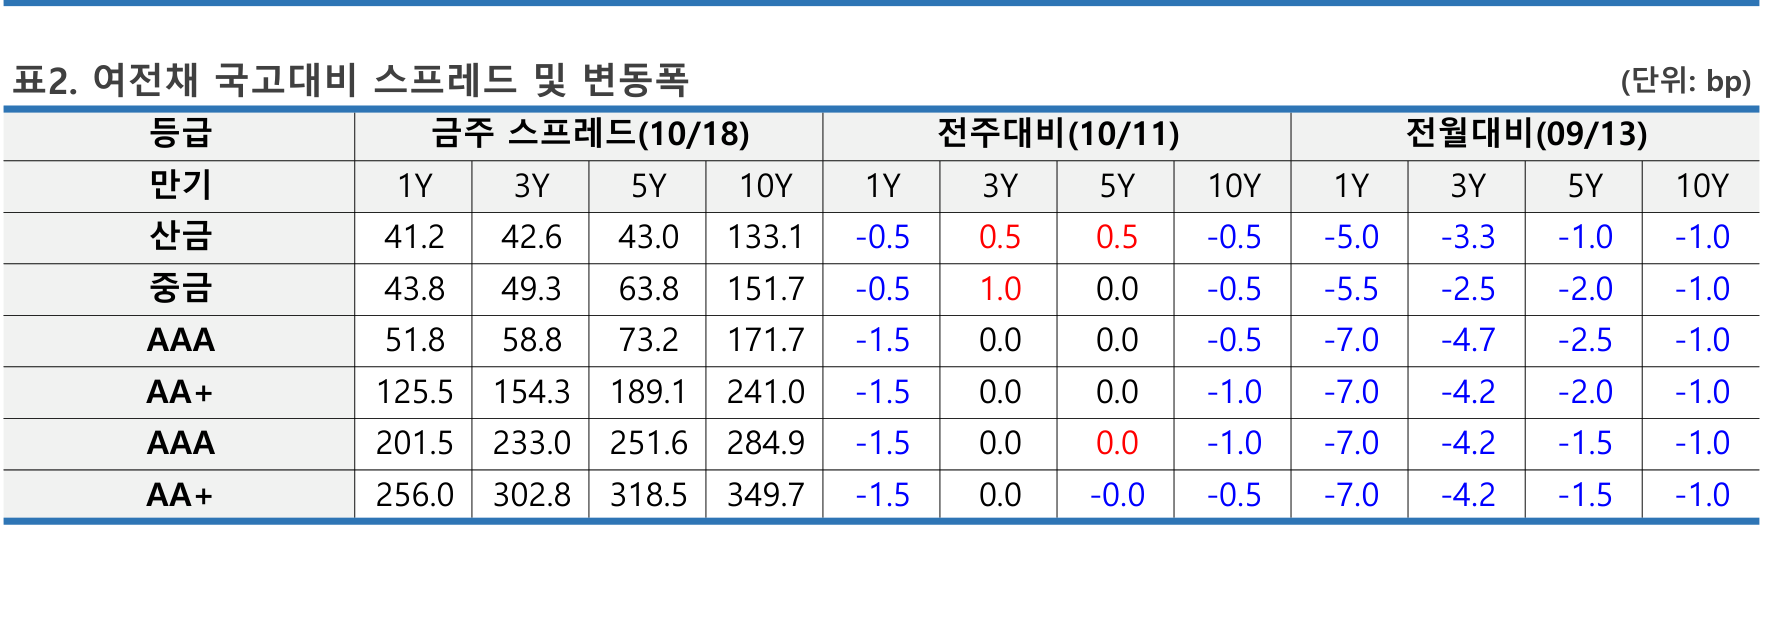 표2. 여전채 국고대비 스프레드 및 변동폭 (단위: bp)
등급 금주 스프레드(10/18) 전주대비(10/11) 전월대비(09/13)
만기 1Y 3Y 5Y 10Y 1Y 3Y 5Y 10Y 1Y 3Y 5Y 10Y
산금 41.2 42.6 43.0 133.1 -0.5 0.5 0.5 -0.5 -5.0 -3.3 -1.0 -1.0
중금 43.8 49.3 63.8 151.7 -0.5 1.0 0.0 -0.5 -5.5 -2.5 -2.0 -1.0
AAA 51.8 58.8 73.2 171.7 -1.5 0.0 0.0 -0.5 -7.0 -4.7 -2.5 -1.0
AA+ 125.5 154.3 189.1 241.0 -1.5 0.0 0.0 -1.0 -7.0 -4.2 -2.0 -1.0
AAA 201.5 233.0 251.6 284.9 -1.5 0.0 0.0 -1.0 -7.0 -4.2 -1.5 -1.0
AA+ 256.0 302.8 318.5 349.7 -1.5 0.0 -0.0 -0.5 -7.0 -4.2 -1.5 -1.0